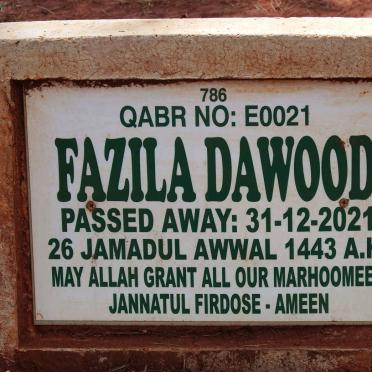 786
QABR NO: E0021
FAZILA DAWOOD
PASSED AWAY: 31-12-2021
26 JAMADUL AWWAL 1443 A.H
MAY ALLAH GRANT ALL OUR MARHOOMEE
JANNATUL FIRDOSE - AMEEN